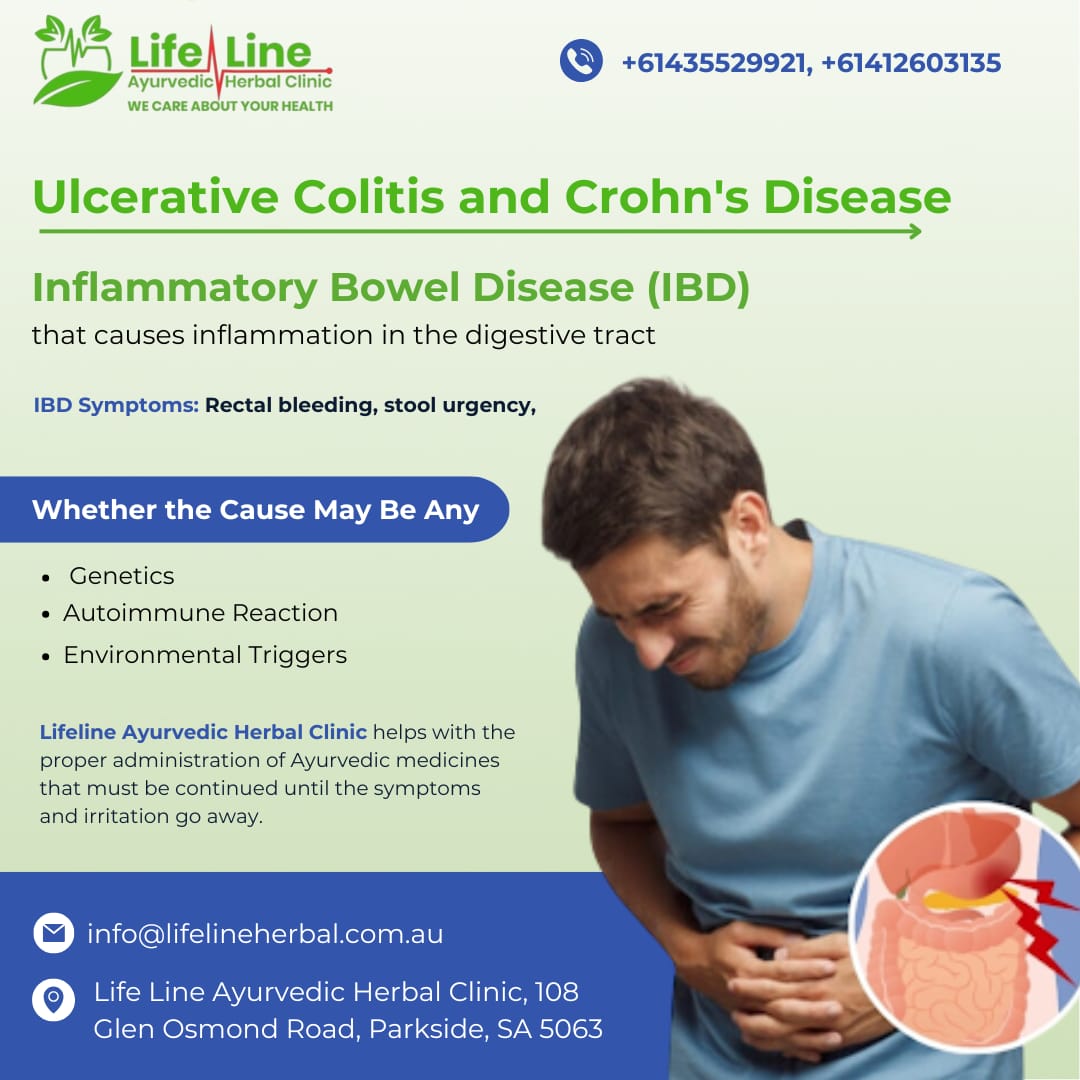 Life Line
Ayurvedic Herbal Clinic
WE CARE ABOUT YOUR HEALTH
+61435529921, +61412603135
Ulcerative Colitis and Crohn's Disease
Inflammatory Bowel Disease (IBD)
that causes inflammation in the digestive tract
IBD Symptoms: Rectal bleeding, stool urgency,
Whether the Cause May Be Any
• Genetics
• Autoimmune Reaction
• Environmental Triggers
Lifeline Ayurvedic Herbal Clinic helps with the
proper administration of Ayurvedic medicines
that must be continued until the symptoms
and irritation go away.
info@lifelineherbal.com.au
Life Line Ayurvedic Herbal Clinic, 108
Glen Osmond Road, Parkside, SA 5063